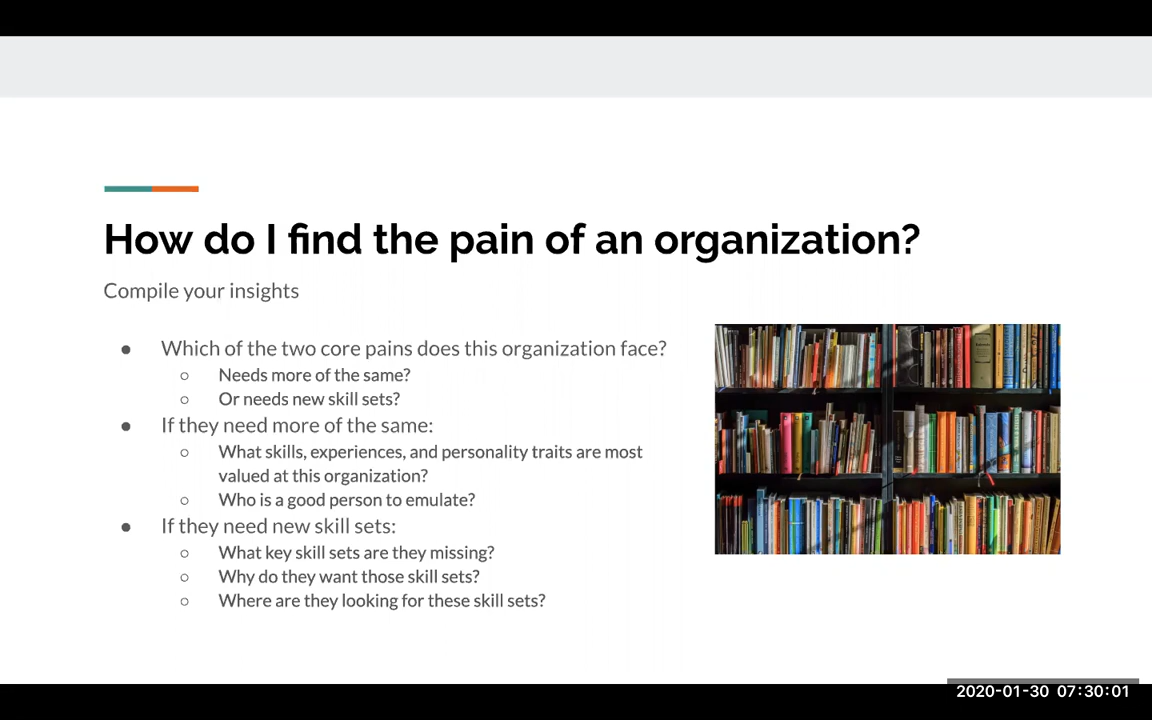 How do I find the pain of an organization?
Compile your insights
● Which of the two core pains does this organization face?
○ Needs more of the same?
○ Or needs new skill sets?
● If they need more of the same:
○ What skills, experiences, and personality traits are most
valued at this organization?
○ Who is a good person to emulate?
● If they need new skill sets:
○ What key skill sets are they missing?
○ Why do they want those skill sets?
○ Where are they looking for these skill sets?
2020-01-30 07:30:01